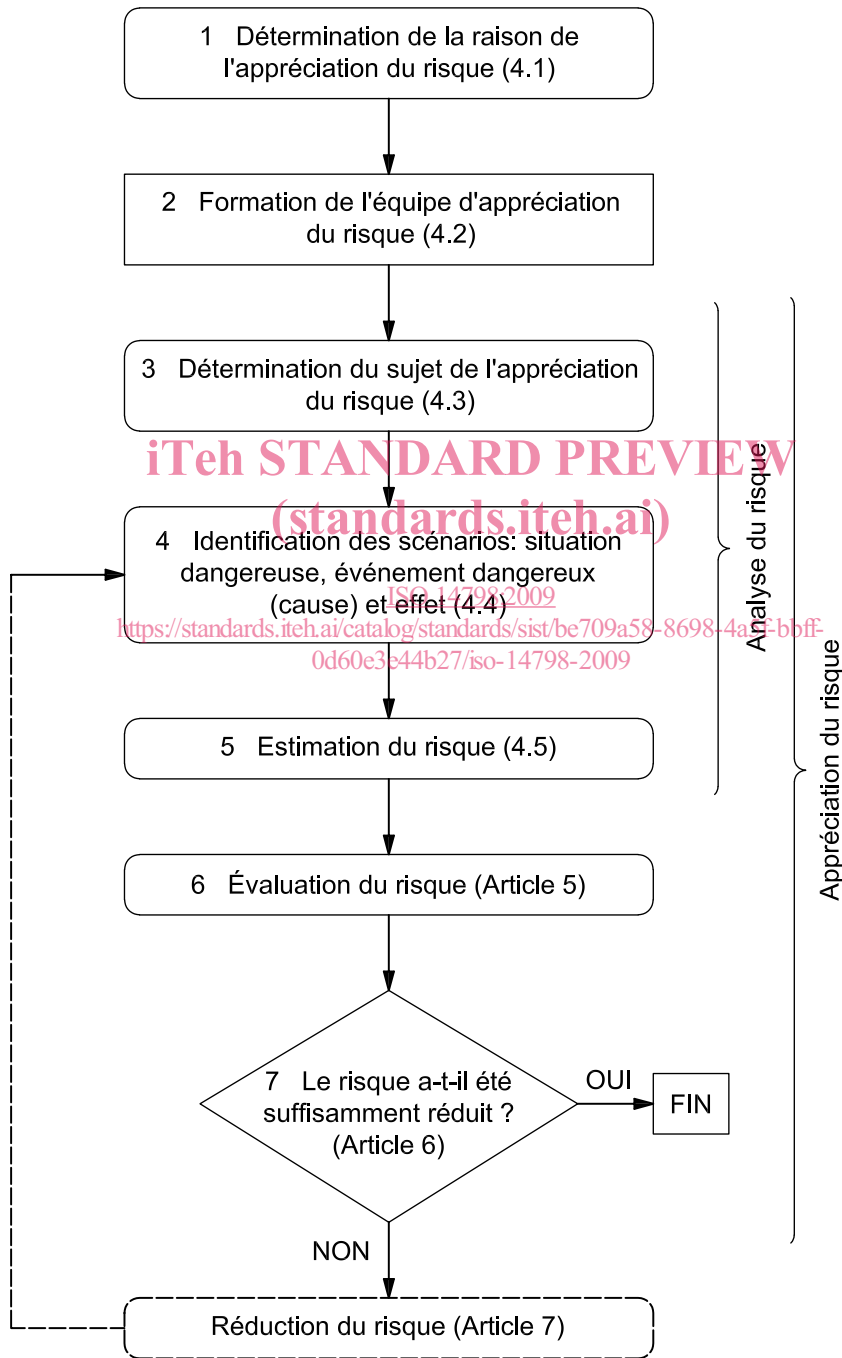 1 Détermination de la raison de
l'appréciation du risque (4.1)
2 Formation de l'équipe d'appréciation
du risque (4.2)
3 Détermination du sujet de l'appréciation
du risque (4.3)
iTeh STANDARD PREVIEW
(standards.iteh.ai)
4 Identification des scénarios: situation
dangereuse, événement dangereux
(cause) et effet (4.4)
ISO 14798:2009
https://standards.iteh.ai/catalog/standards/sist/be709a58-8698-4a5f-bbff-
0d60e3e44b27/iso-14798-2009
5 Estimation du risque (4.5)
6 Évaluation du risque (Article 5)
7 Le risque a-t-il été
suffisamment réduit ?
(Article 6)
OUI
FIN
NON
Réduction du risque (Article 7)
Analyse du risque
Appréciation du risque